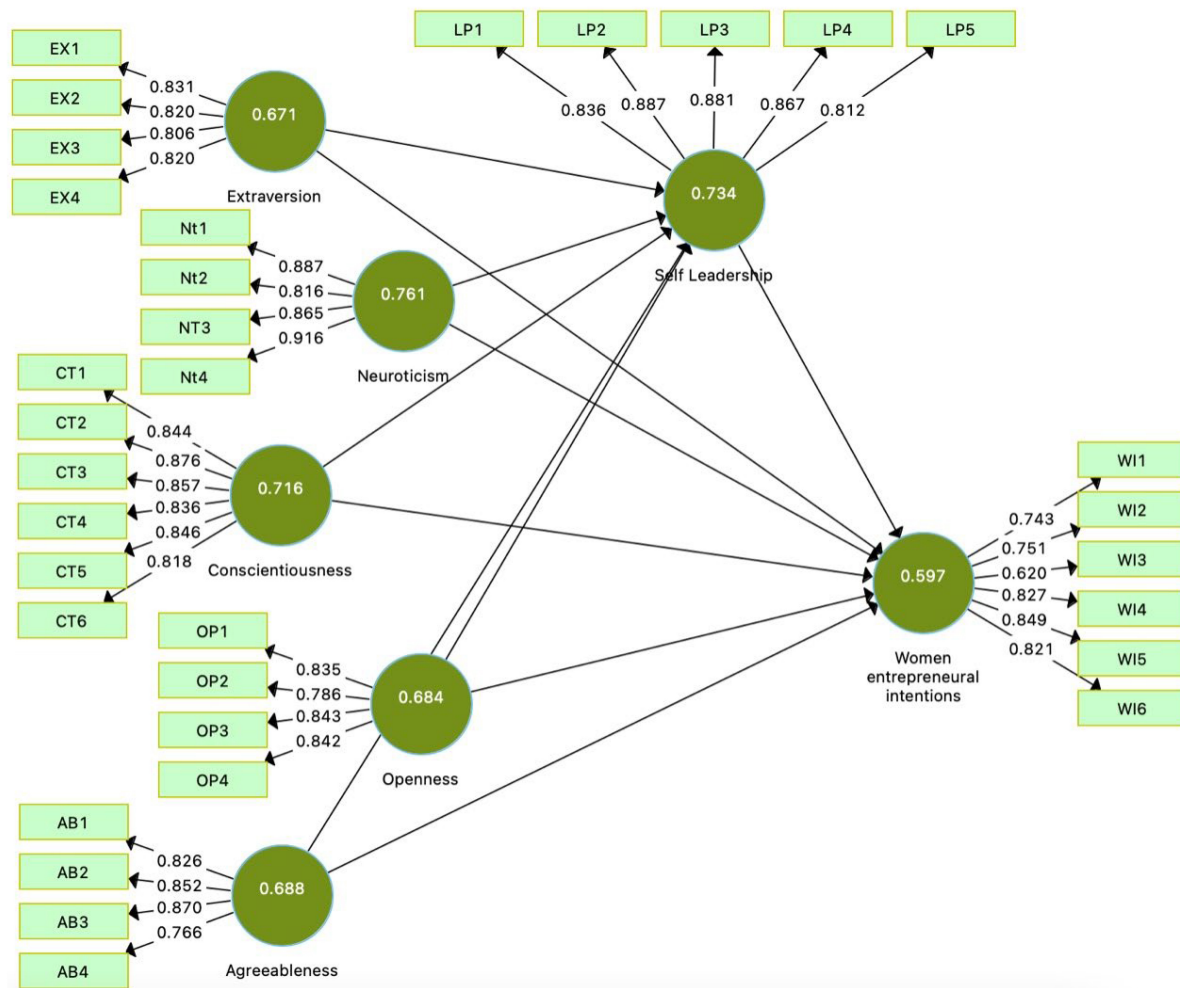 LP1
LP2
LP3
LP4
LP5
0.836
0.887
0.881
0.867
0.812
0.734
Self Leadership
EX1
EX2
EX3
EX4
0.831
0.820
0.806
0.820
0.671
Extraversion
Nt1
Nt2
NT3
Nt4
0.887
0.816
0.865
0.916
0.761
Neuroticism
CT1
CT2
CT3
CT4
CT5
CT6
0.844
0.876
0.857
0.836
0.846
0.818
0.716
Conscientiousness
OP1
OP2
OP3
OP4
0.835
0.786
0.843
0.842
0.684
Openness
AB1
AB2
AB3
AB4
0.826
0.852
0.870
0.766
0.688
Agreeableness
0.597
Women
entrepreneural
intentions
0.743
0.751
0.620
0.827
0.849
0.821
WI1
WI2
WI3
WI4
WI5
WI6